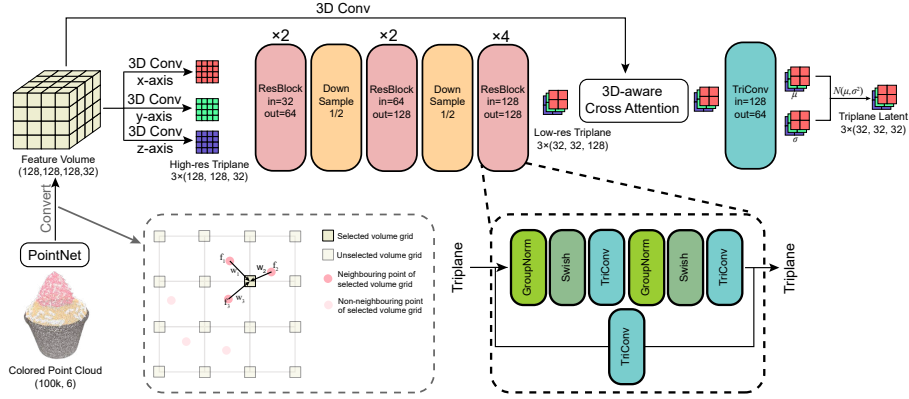 3D Conv
×2
×2
×4
3D Conv
x-axis
3D Conv
y-axis
3D Conv
z-axis
ResBlock
in=32
out=64
Down
Sample
1/2
ResBlock
in=64
out=128
Down
Sample
1/2
ResBlock
in=128
out=128
3D-aware
Cross Attention
TriConv
in=128
out=64
μ
σ
N(μ,σ²)
Triplane Latent
3×(32, 32, 32)
Low-res Triplane
3×(32, 32, 128)
Feature Volume
(128,128,128,32)
High-res Triplane
3×(128, 128, 32)
Convert
PointNet
Colored Point Cloud
(100k, 6)
f₁
w₁
w₂
f₂
w₃
f₃
Selected volume grid
Unselected volume grid
Neighbouring point of
selected volume grid
Non-neighbouring point
of selected volume grid
Triplane
GroupNorm
Swish
TriConv
GroupNorm
Swish
TriConv
Triplane
TriConv